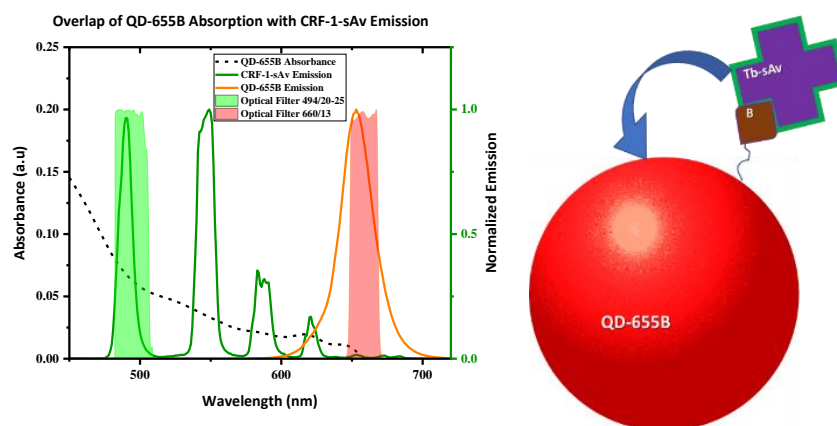 Overlap of QD-655B Absorption with CRF-1-sAv Emission
0.25
0.20
0.15
0.10
0.05
0.00
Absorbance (a.u)
QD-655B Absorbance
CRF-1-sAv Emission
QD-655B Emission
Optical Filter 494/20-25
Optical Filter 660/13
1.0
0.5
0.0
Normalized Emission
500
600
700
Wavelength (nm)
Tb-sAv
B
QD-655B